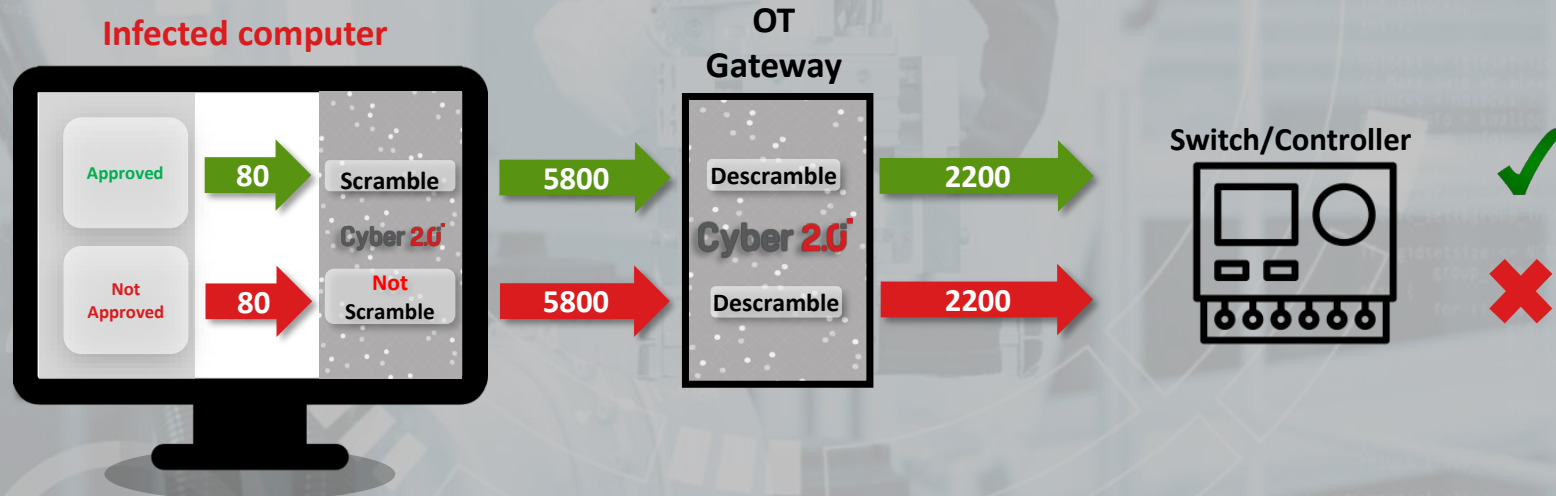 Infected computer
OT
Gateway
Switch/Controller
Approved
80
Scramble
5800
Descramble
2200
Cyber 2.0
Cyber 2.0
Not
Approved
80
Not
Scramble
5800
Descramble
2200